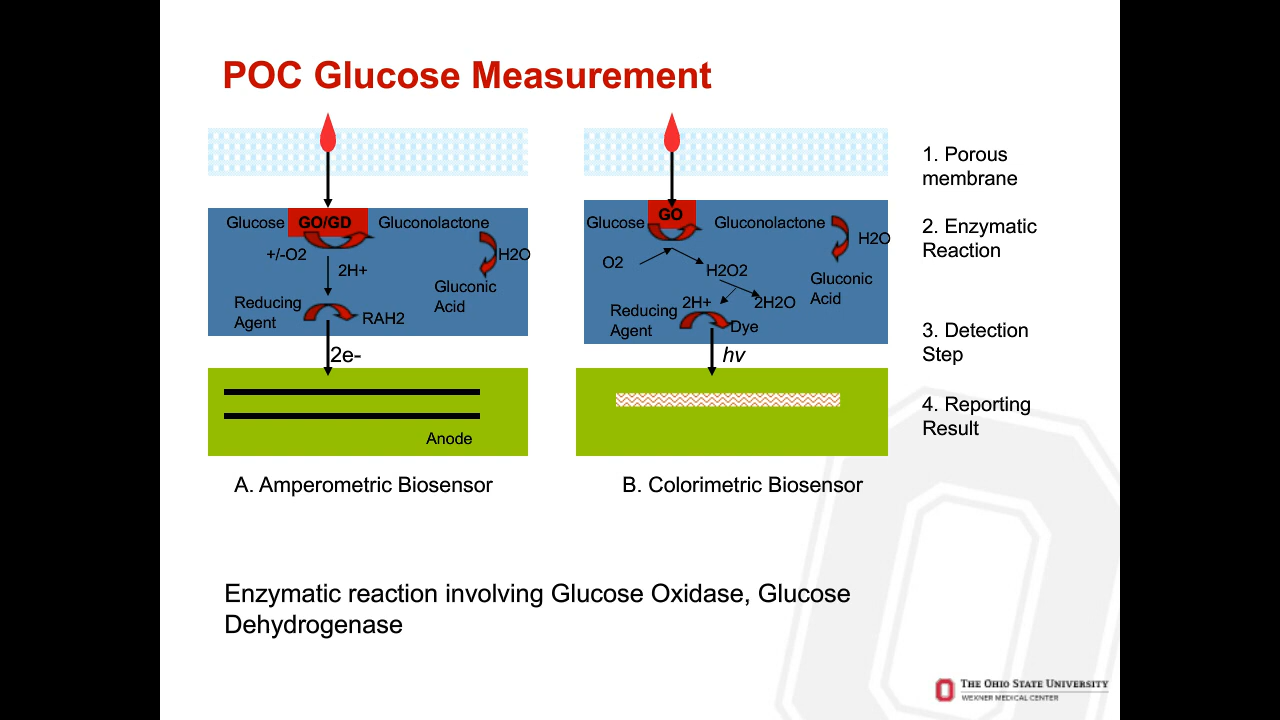 POC Glucose Measurement
Glucose GO/GD Gluconolactone
+/-O2
H2O
2H+
Gluconic
Acid
Reducing
Agent
RAH2
2e-
Anode
A. Amperometric Biosensor
Glucose GO Gluconolactone
H2O
O2
H2O2
Gluconic
Acid
2H+
2H2O
Reducing
Agent
Dye
hv
B. Colorimetric Biosensor
1. Porous
membrane
2. Enzymatic
Reaction
3. Detection
Step
4. Reporting
Result
Enzymatic reaction involving Glucose Oxidase, Glucose
Dehydrogenase
THE OHIO STATE UNIVERSITY
WEXNER MEDICAL CENTER